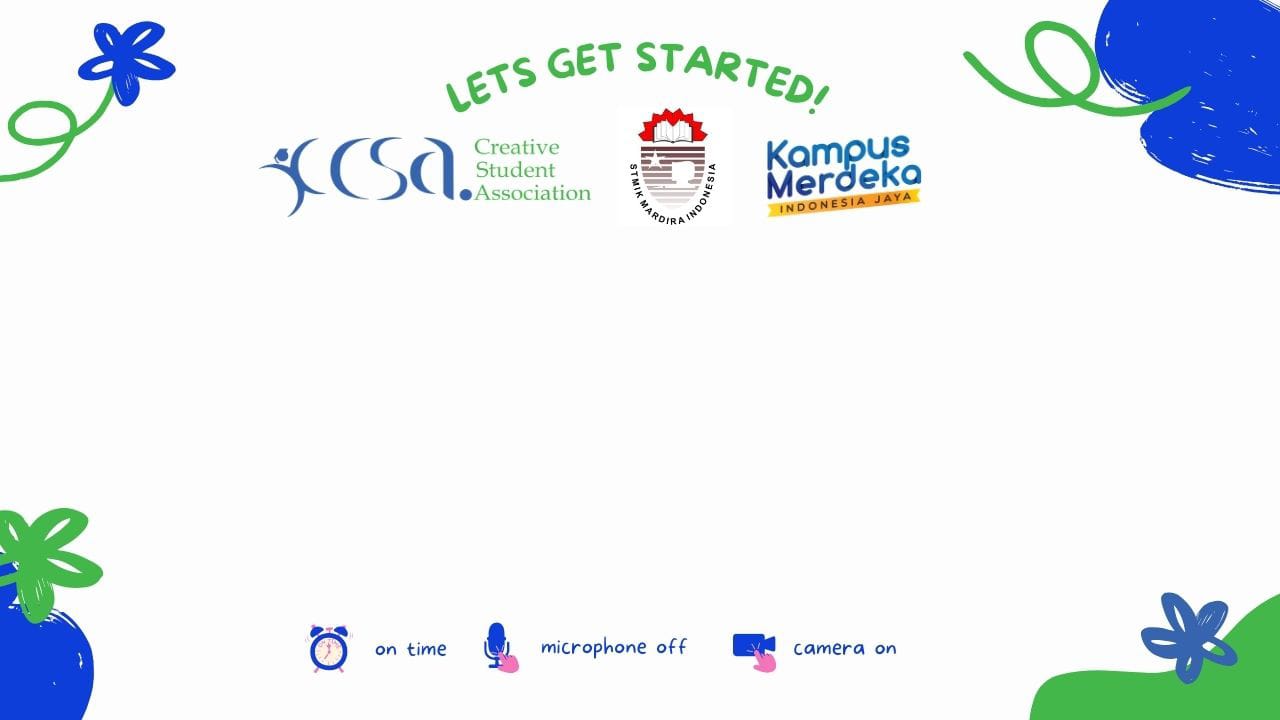 LETS GET STARTED!
ccsa.
Creative
Student
Association
STMIK MARDIRA INDONESIA
Kampus
Merdeka
INDONESIA JAYA
on time
microphone off
camera on